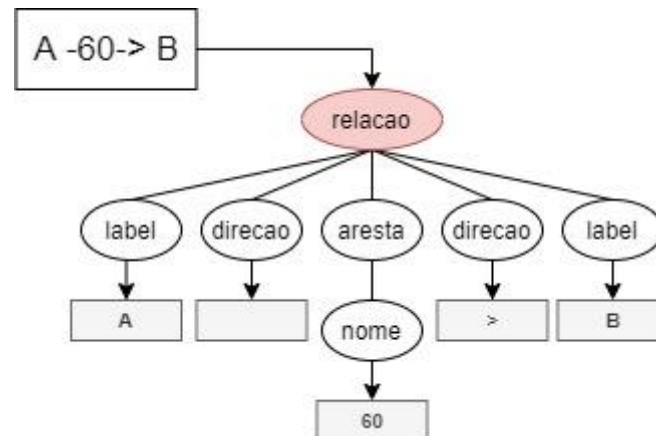 A -60-> B
relacao
label direcao aresta direcao label
A > B
nome
60